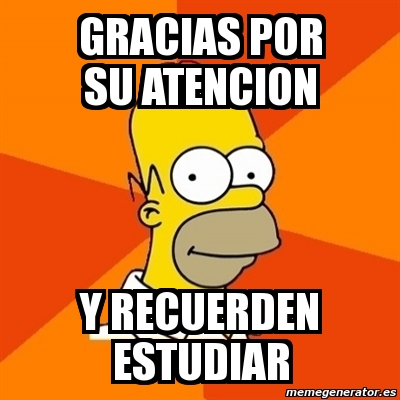 GRACIAS POR
SU ATENCION
Y RECUERDEN
ESTUDIAR
memegenerator.es